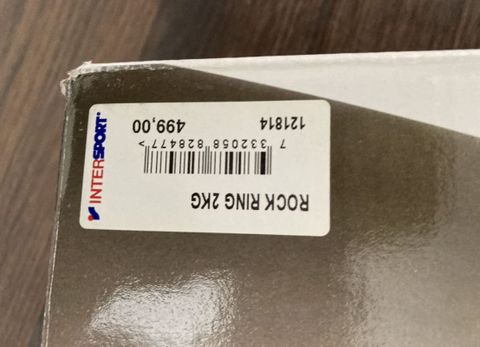 INTERSPORT®
ROCK RING 2KG
7 332058 828477 >
121814
499,00